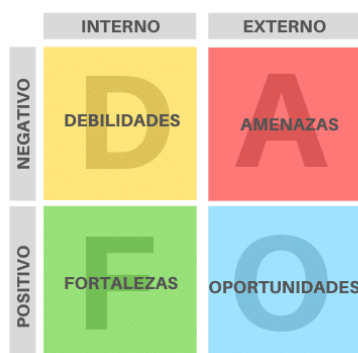 INTERNO
EXTERNO
NEGATIVO
D
DEBILIDADES
A
AMENAZAS
POSITIVO
F
FORTALEZAS
O
OPORTUNIDADES